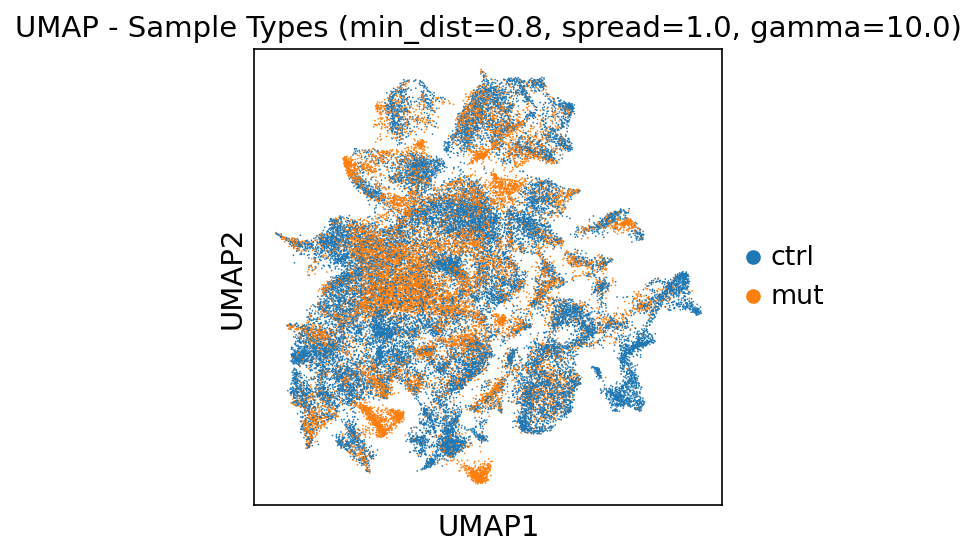 UMAP - Sample Types (min_dist=0.8, spread=1.0, gamma=10.0)
UMAP2
ctrl
mut
UMAP1